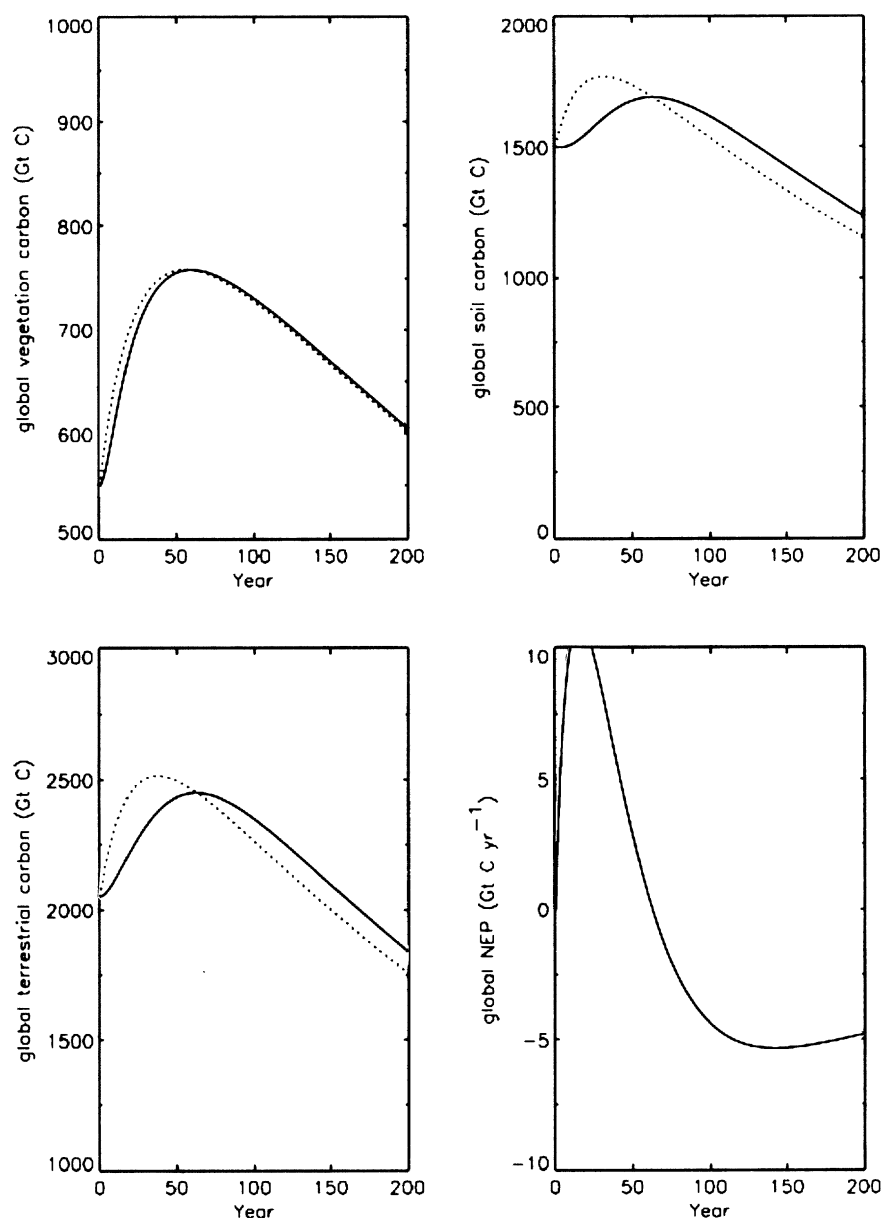 global vegetation carbon (Gt C)
1000
900
800
700
600
500
0 50 100 150 200
Year
global soil carbon (Gt C)
2000
1500
1000
500
0
0 50 100 150 200
Year
global terrestrial carbon (Gt C)
3000
2500
2000
1500
1000
0 50 100 150 200
Year
global NEP (Gt C yr⁻¹)
10
5
0
−5
−10
0 50 100 150 200
Year